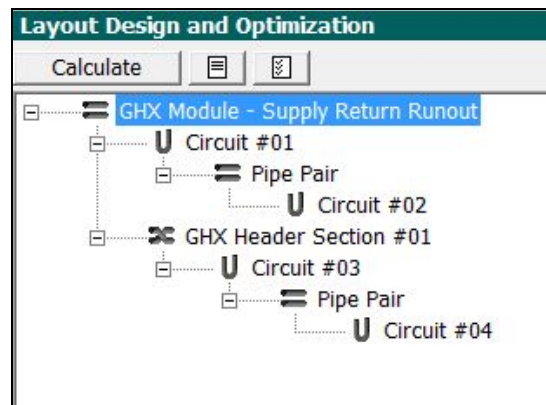 Layout Design and Optimization
Calculate
GHX Module - Supply Return Runout
Circuit #01
Pipe Pair
Circuit #02
GHX Header Section #01
Circuit #03
Pipe Pair
Circuit #04